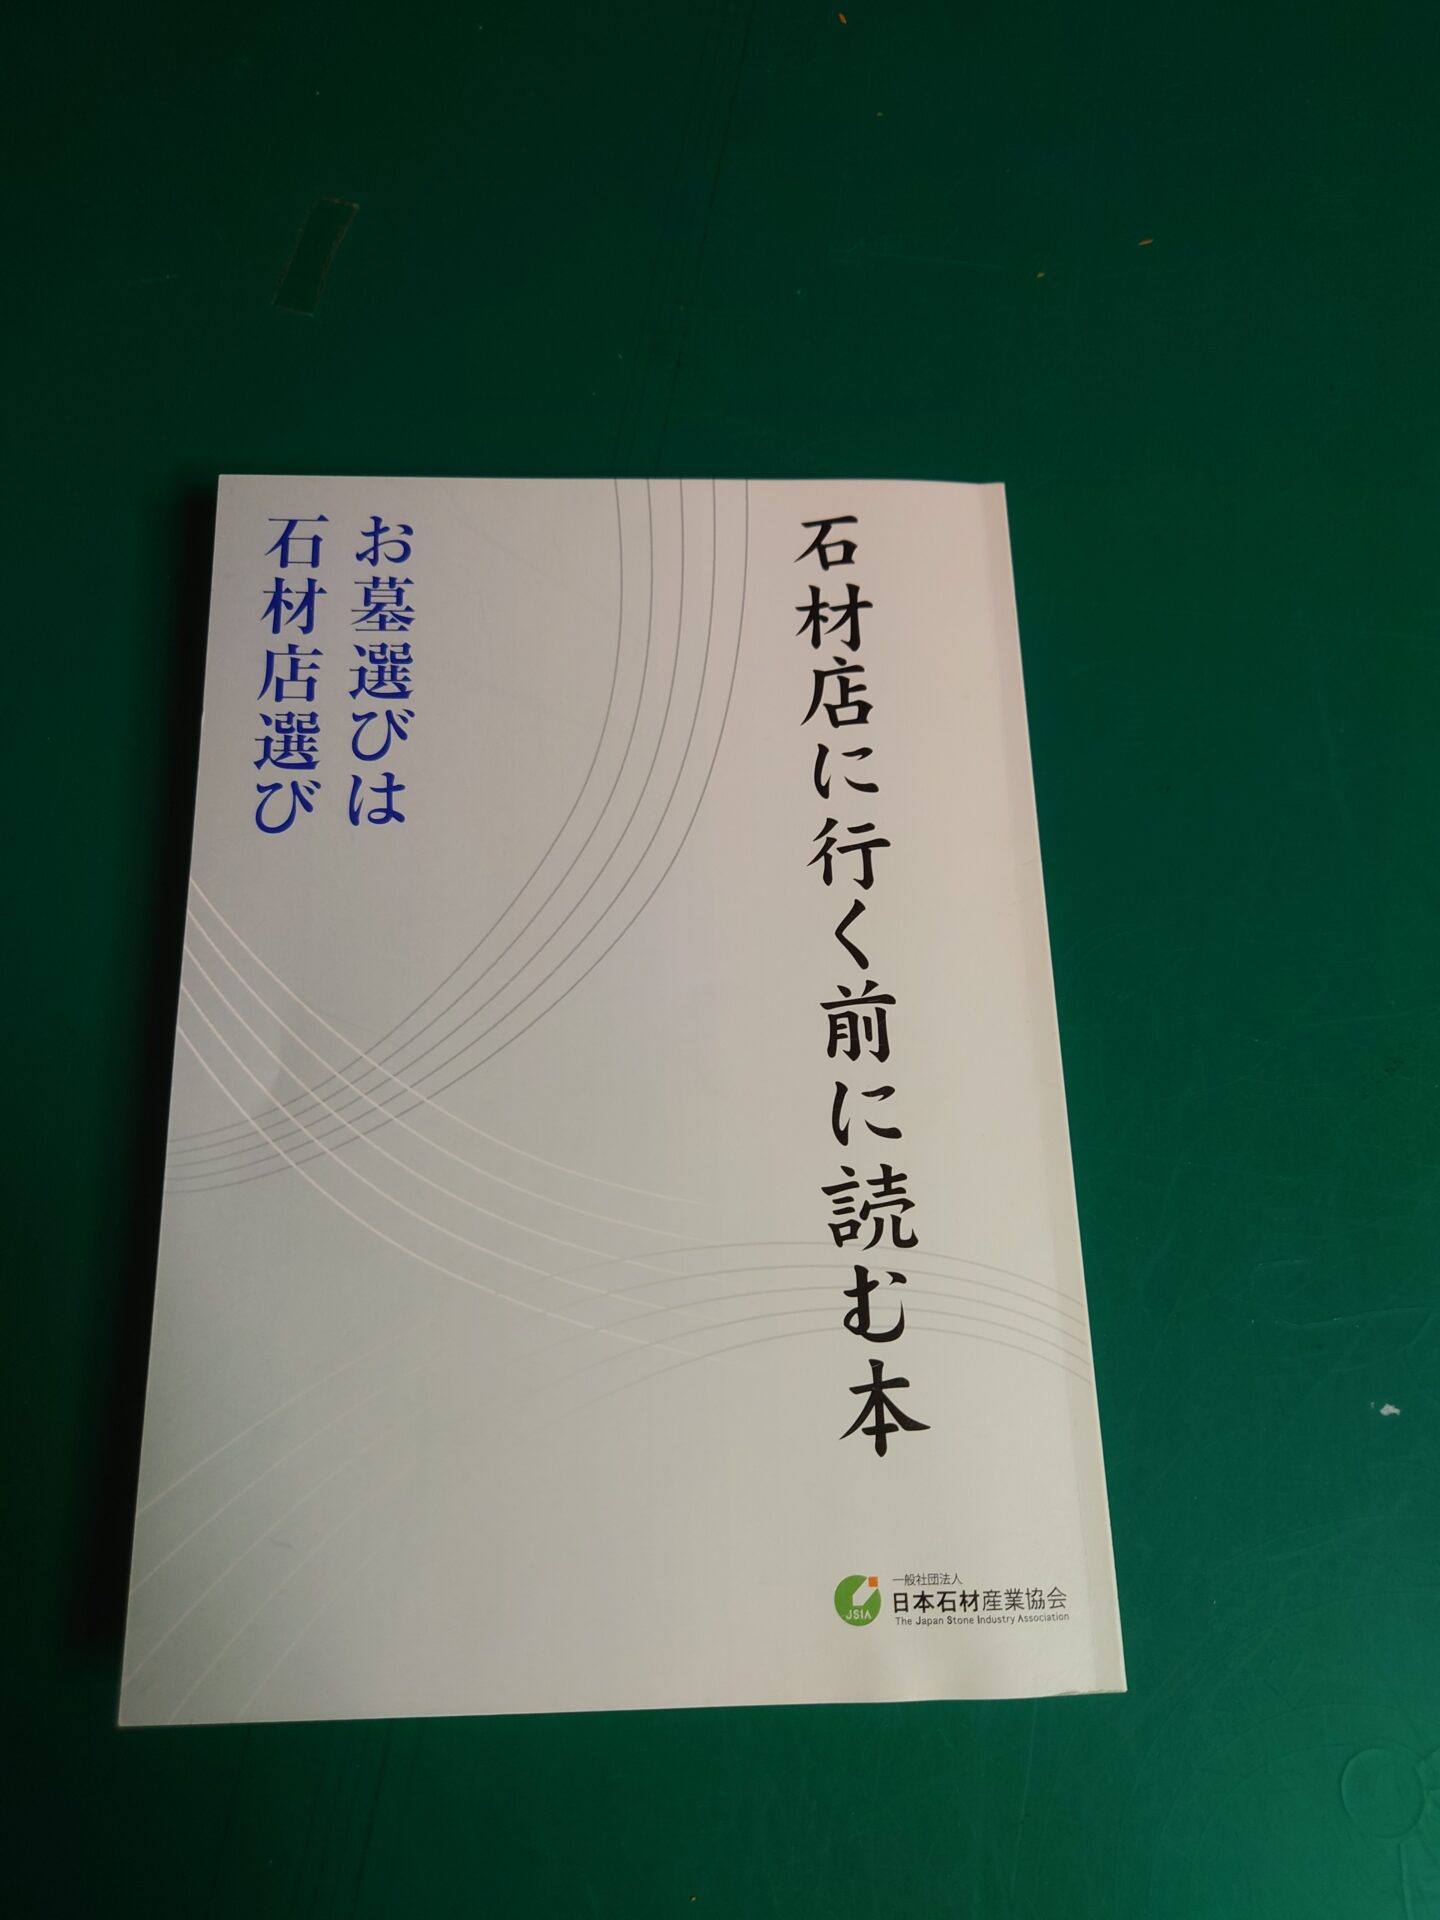 石材店に行く前に読む本
お墓選びは
石材店選び
JSIA
一般社団法人
日本石材産業協会
The Japan Stone Industry Association